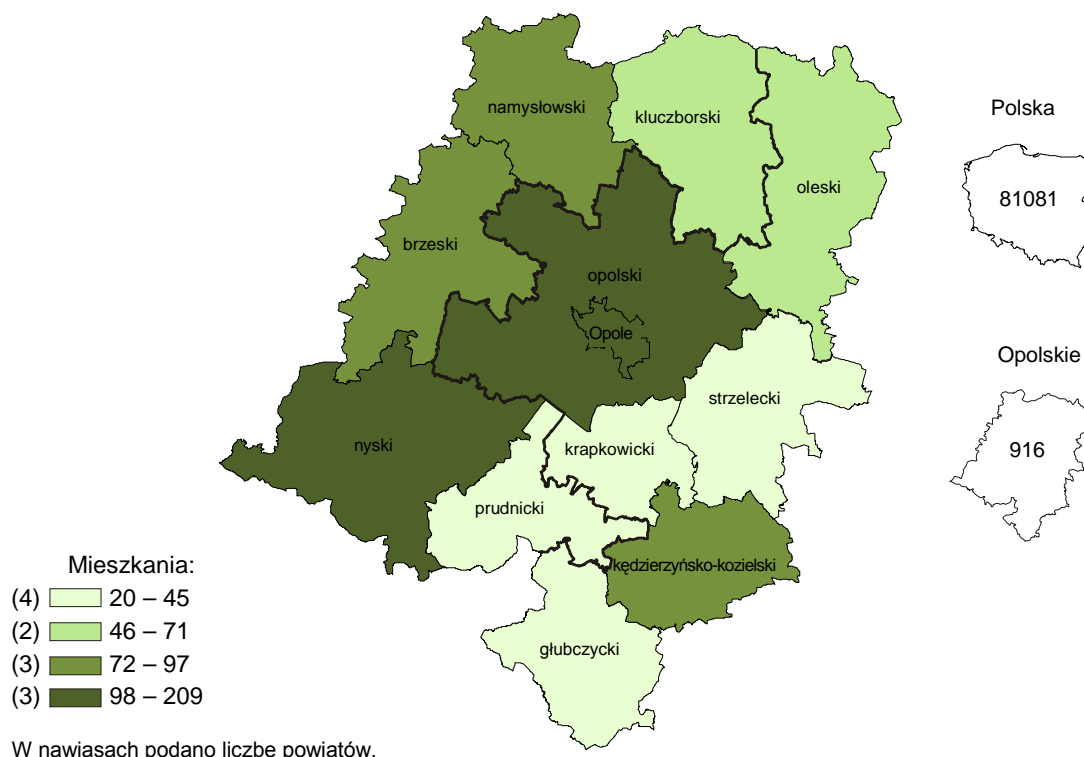 namysłowski
kluczborski
Polska
oleski
81081
brzeski
opolski
Opole
Opolskie
strzelecki
nyski
krapkowicki
916
prudnicki
Mieszkania:
kędzierzyńsko-kozielski
(4) 20 – 45
(2) 46 – 71
głubczycki
(3) 72 – 97
(3) 98 – 209
W nawiasach podano liczbę powiatów.